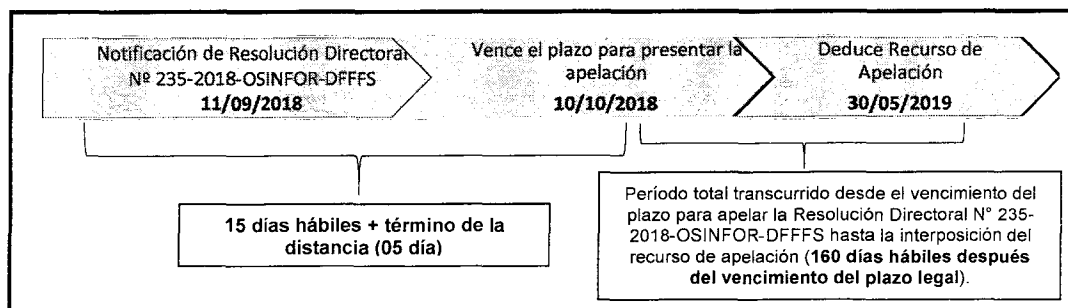 Notificación de Resolución Directoral
Nº 235-2018-OSINFOR-DFFFS
11/09/2018
Vence el plazo para presentar la
apelación
10/10/2018
Deduce Recurso de
Apelación
30/05/2019
15 días hábiles + término de la
distancia (05 día)
Período total transcurrido desde el vencimiento del
plazo para apelar la Resolución Directoral N° 235-
2018-OSINFOR-DFFFS hasta la interposición del
recurso de apelación (160 días hábiles después
del vencimiento del plazo legal).